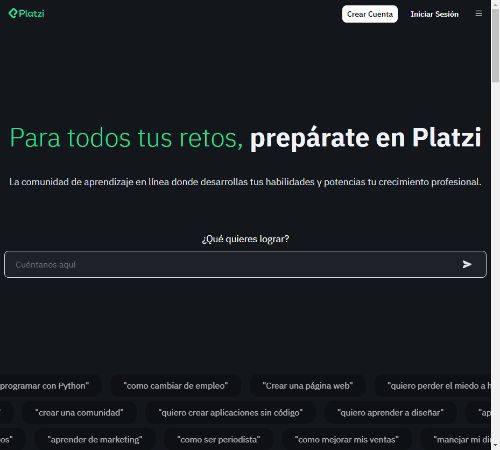 Platzi
Crear Cuenta
Iniciar Sesión
Para todos tus retos, prepárate en Platzi
La comunidad de aprendizaje en línea donde desarrollas tus habilidades y potencias tu crecimiento profesional.
¿Qué quieres lograr?
Cuéntanos aquí
programar con Python" "como cambiar de empleo" "Crear una página web" "quiero perder el miedo a h
" "crear una comunidad" "quiero crear aplicaciones sin código" "quiero aprender a diseñar" "ap
os" "aprender de marketing" "como ser periodista" "como mejorar mis ventas" "manejar mi di